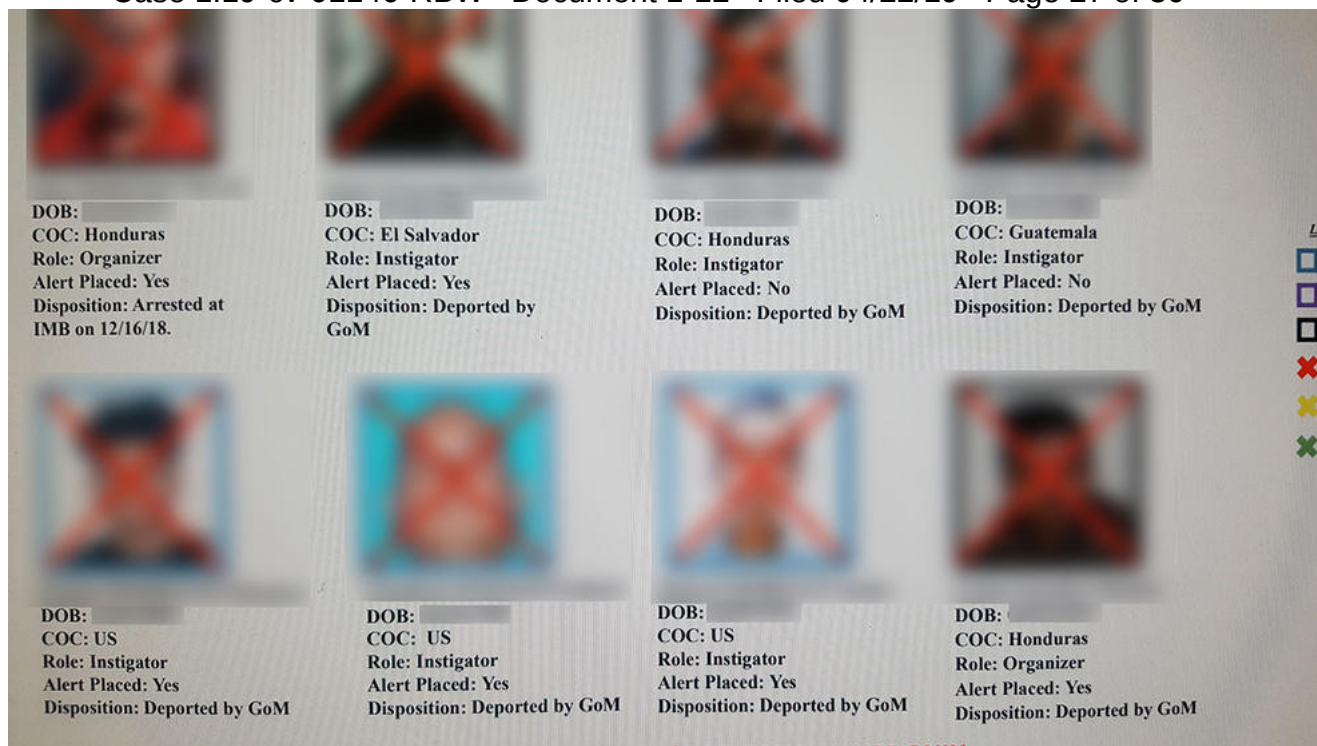 Case Document Filed Page of
DOB:
COC: Honduras
Role: Organizer
Alert Placed: Yes
Disposition: Arrested at
IMB on 12/16/18.
DOB:
COC: El Salvador
Role: Instigator
Alert Placed: Yes
Disposition: Deported by
GoM
DOB:
COC: Honduras
Role: Instigator
Alert Placed: No
Disposition: Deported by GoM
DOB:
COC: Guatemala
Role: Instigator
Alert Placed: No
Disposition: Deported by GoM
DOB:
COC: US
Role: Instigator
Alert Placed: Yes
Disposition: Deported by GoM
DOB:
COC: US
Role: Instigator
Alert Placed: Yes
Disposition: Deported by GoM
DOB:
COC: US
Role: Instigator
Alert Placed: Yes
Disposition: Deported by GoM
DOB:
COC: Honduras
Role: Organizer
Alert Placed: Yes
Disposition: Deported by GoM